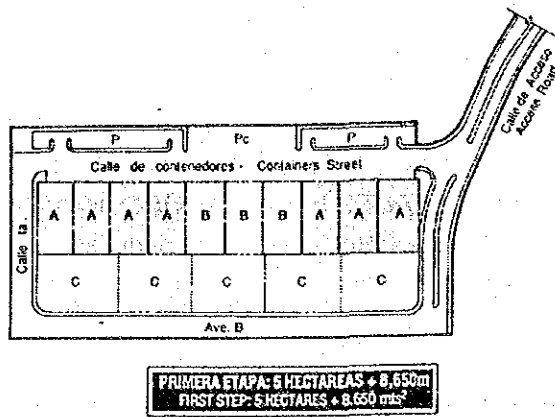 Calle de Acceso
Access Road
P Pc P
Calle de contenedores - Containers Street
A A A A B B B A A A
Calle 1a.
C C C C C
Ave. B
PRIMERA ETAPA: 5 HECTAREAS + 8,650m
FIRST STEP: 5 HECTARES + 8.650 mts²